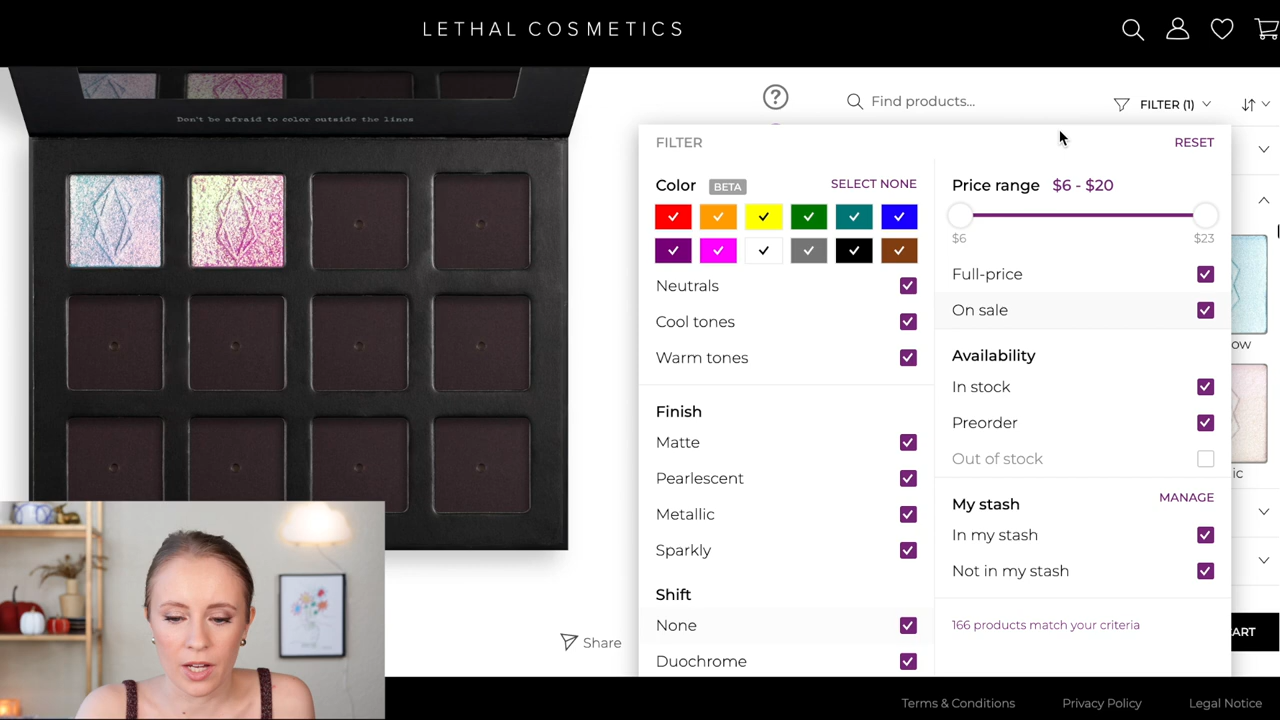 LETHAL COSMETICS
Don't be afraid to color outside the lines
Find products...
FILTER (1)
FILTER
RESET
Color BETA SELECT NONE
Neutrals
Cool tones
Warm tones
Finish
Matte
Pearlescent
Metallic
Sparkly
Shift
None
Duochrome
Price range $6 - $20
$6 $23
Full-price
On sale
Availability
In stock
Preorder
Out of stock
My stash MANAGE
In my stash
Not in my stash
166 products match your criteria
Share
Terms & Conditions Privacy Policy Legal Notice